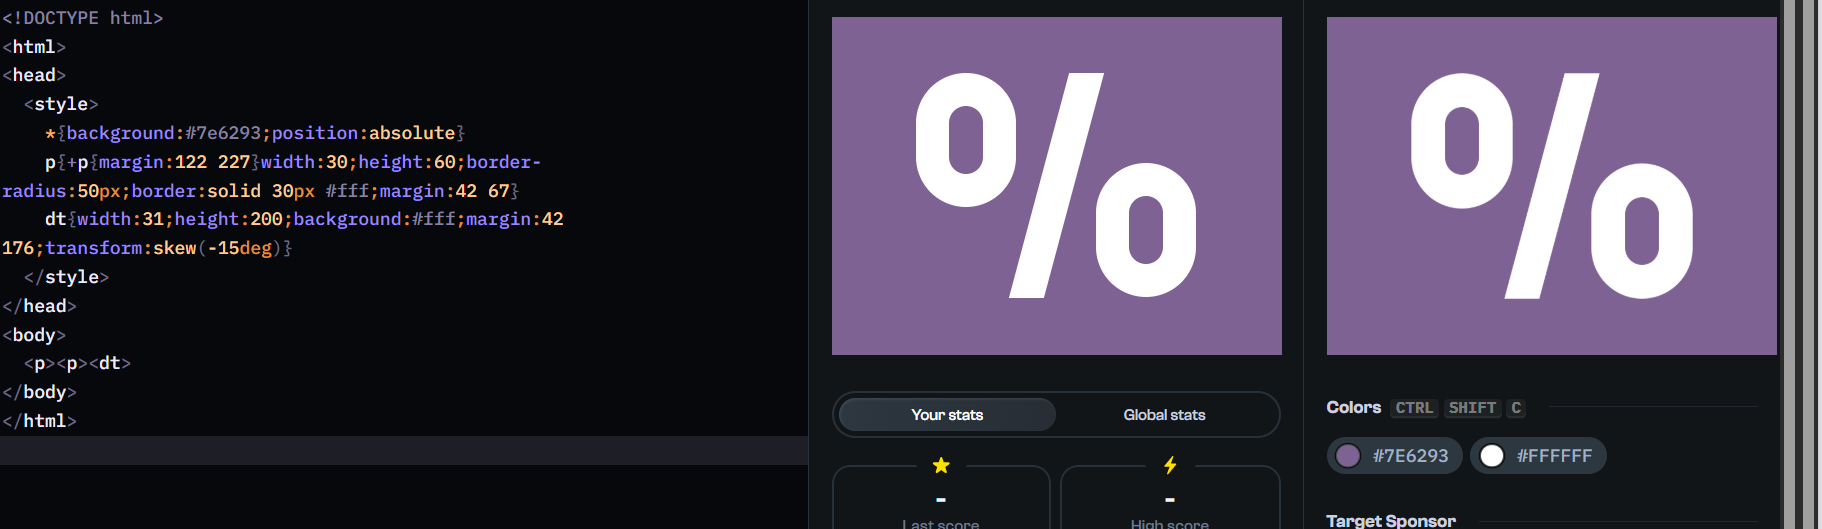 <!DOCTYPE html>
<html>
<head>
<style>
*{background:#7e6293;position:absolute}
p{+p{margin:122 227}width:30;height:60;border-
radius:50px;border:solid 30px #fff;margin:42 67}
dt{width:31;height:200;background:#fff;margin:42
176;transform:skew(-15deg)}
</style>
</head>
<body>
<p><p><dt>
</body>
</html>
%
Your stats
Global stats
-
Last score
-
High score
%
Colors CTRL SHIFT C
#7E6293
#FFFFFF
Target Sponsor